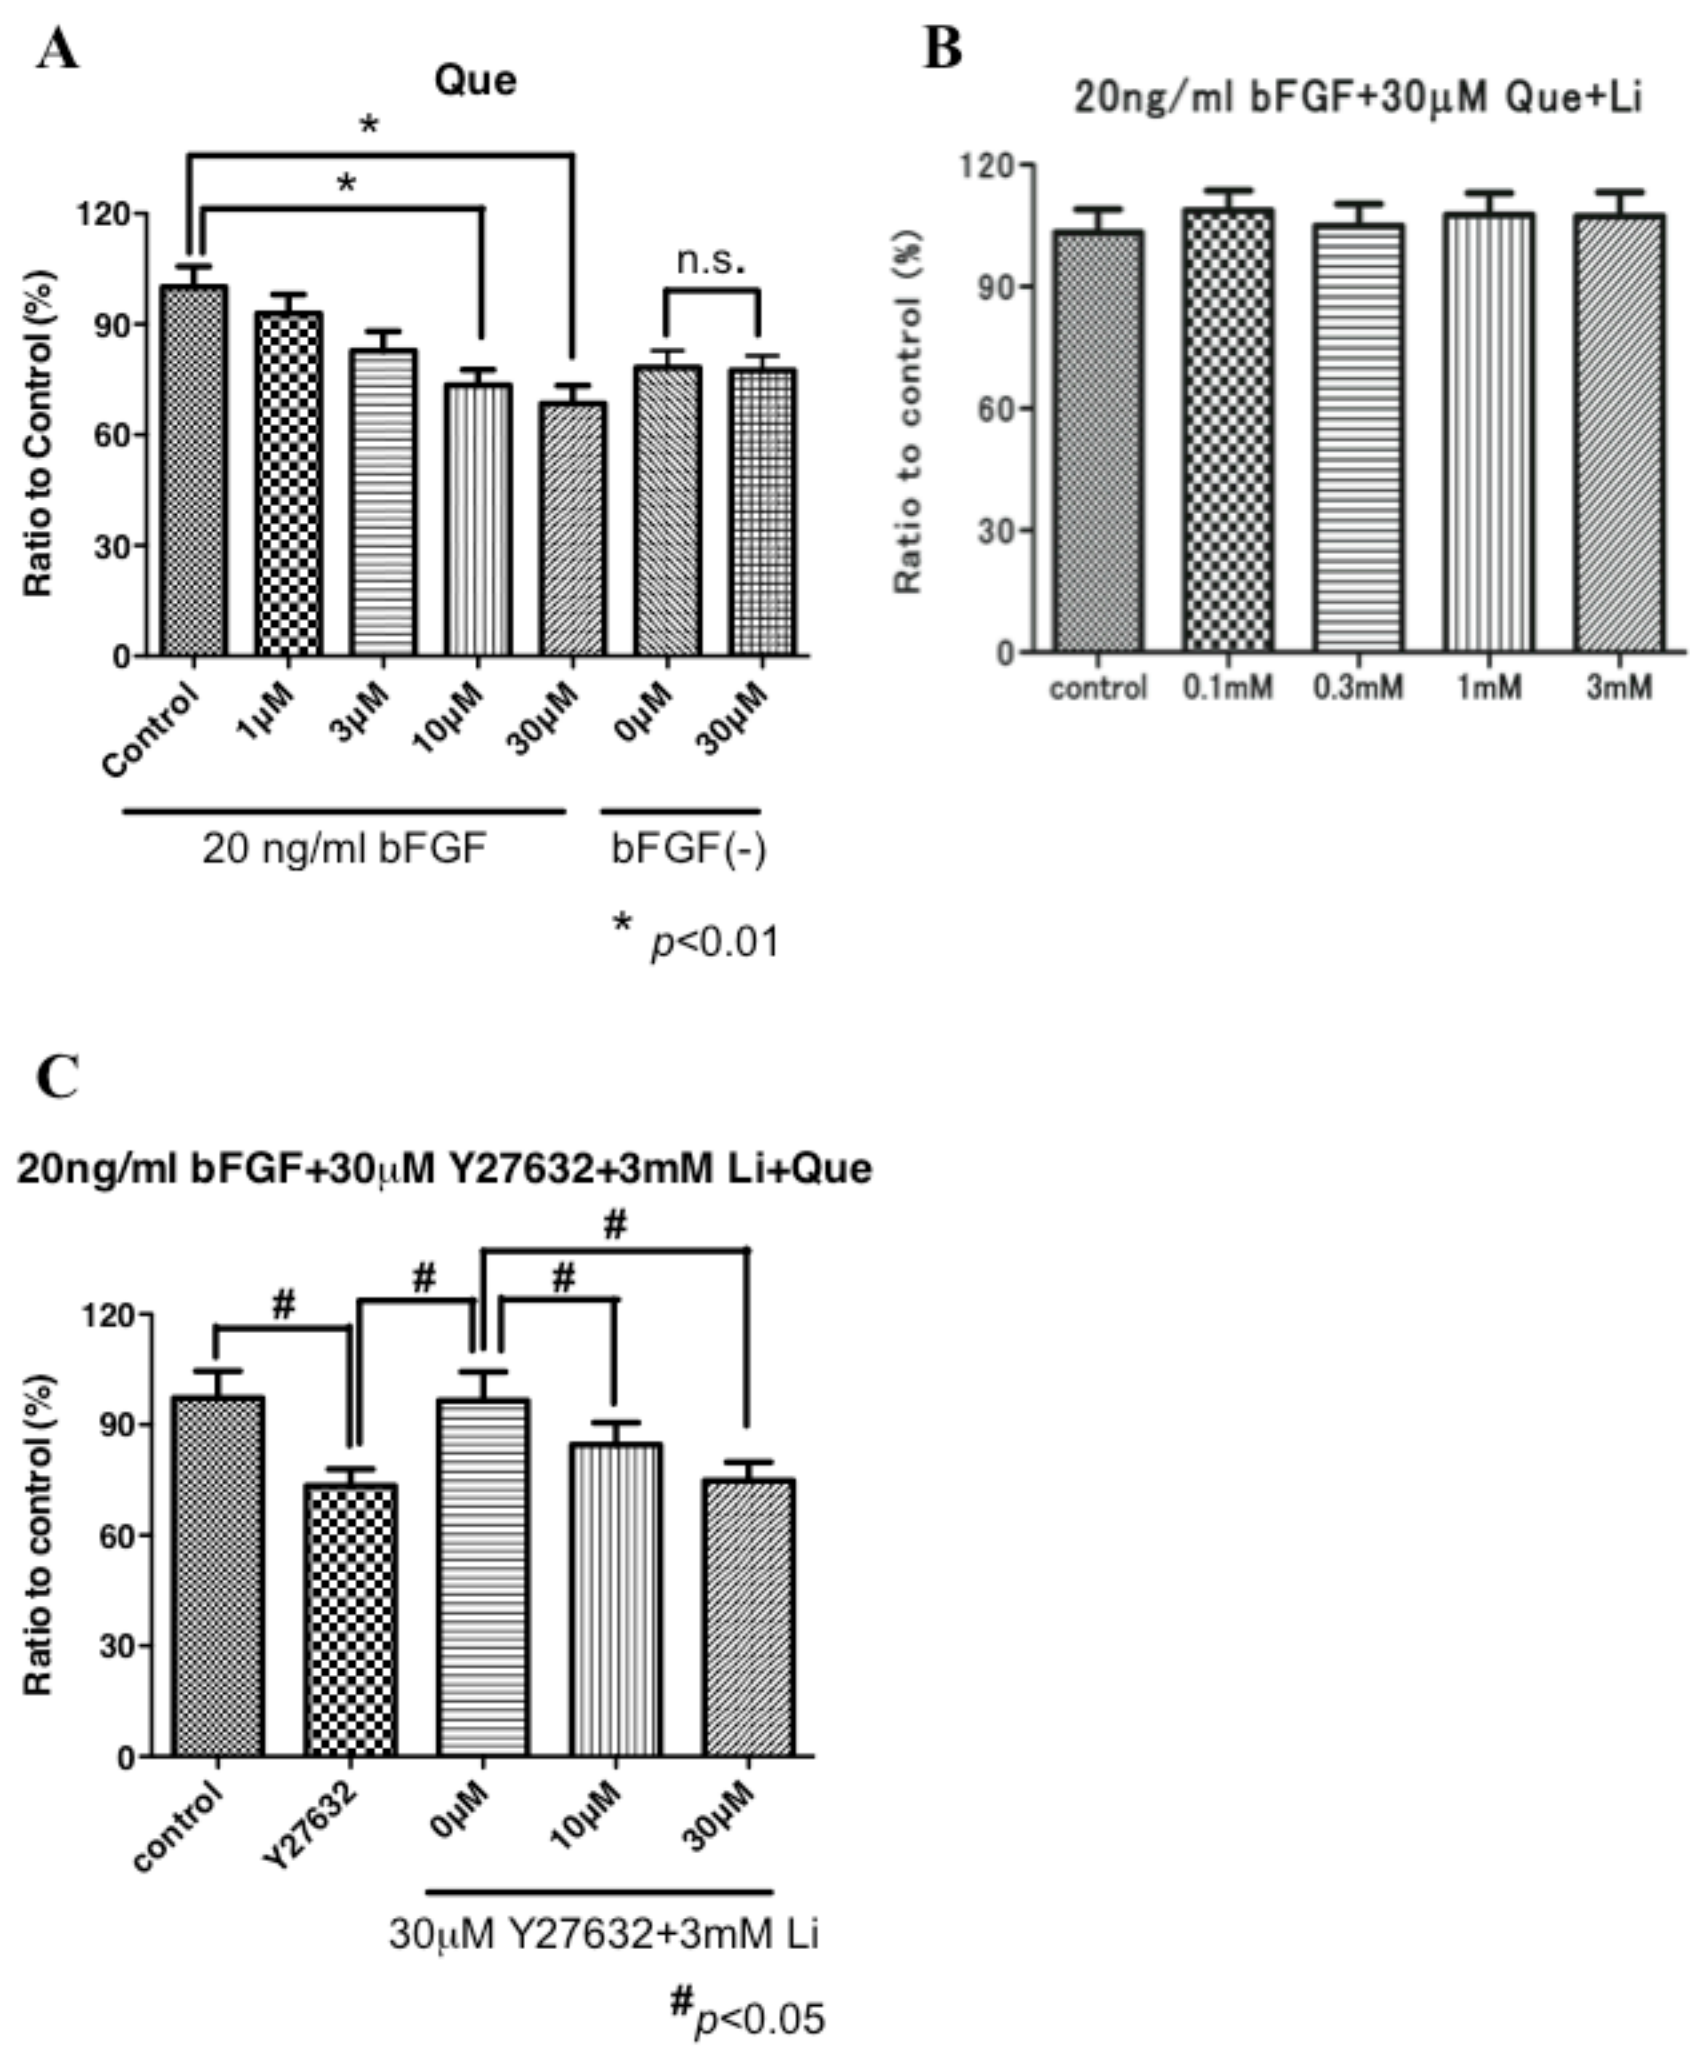 A
Que
*
*
n.s.
Ratio to Control (%)
120
90
60
30
0
Control
1µM
3µM
10µM
30µM
0µM
30µM
20 ng/ml bFGF
bFGF(-)
* p<0.01
B
20ng/ml bFGF+30µM Que+Li
Ratio to control (%)
120
90
60
30
0
control
0.1mM
0.3mM
1mM
3mM
C
20ng/ml bFGF+30µM Y27632+3mM Li+Que
#
#
#
#
Ratio to control (%)
120
90
60
30
0
control
Y27632
0µM
10µM
30µM
30µM Y27632+3mM Li
#p<0.05